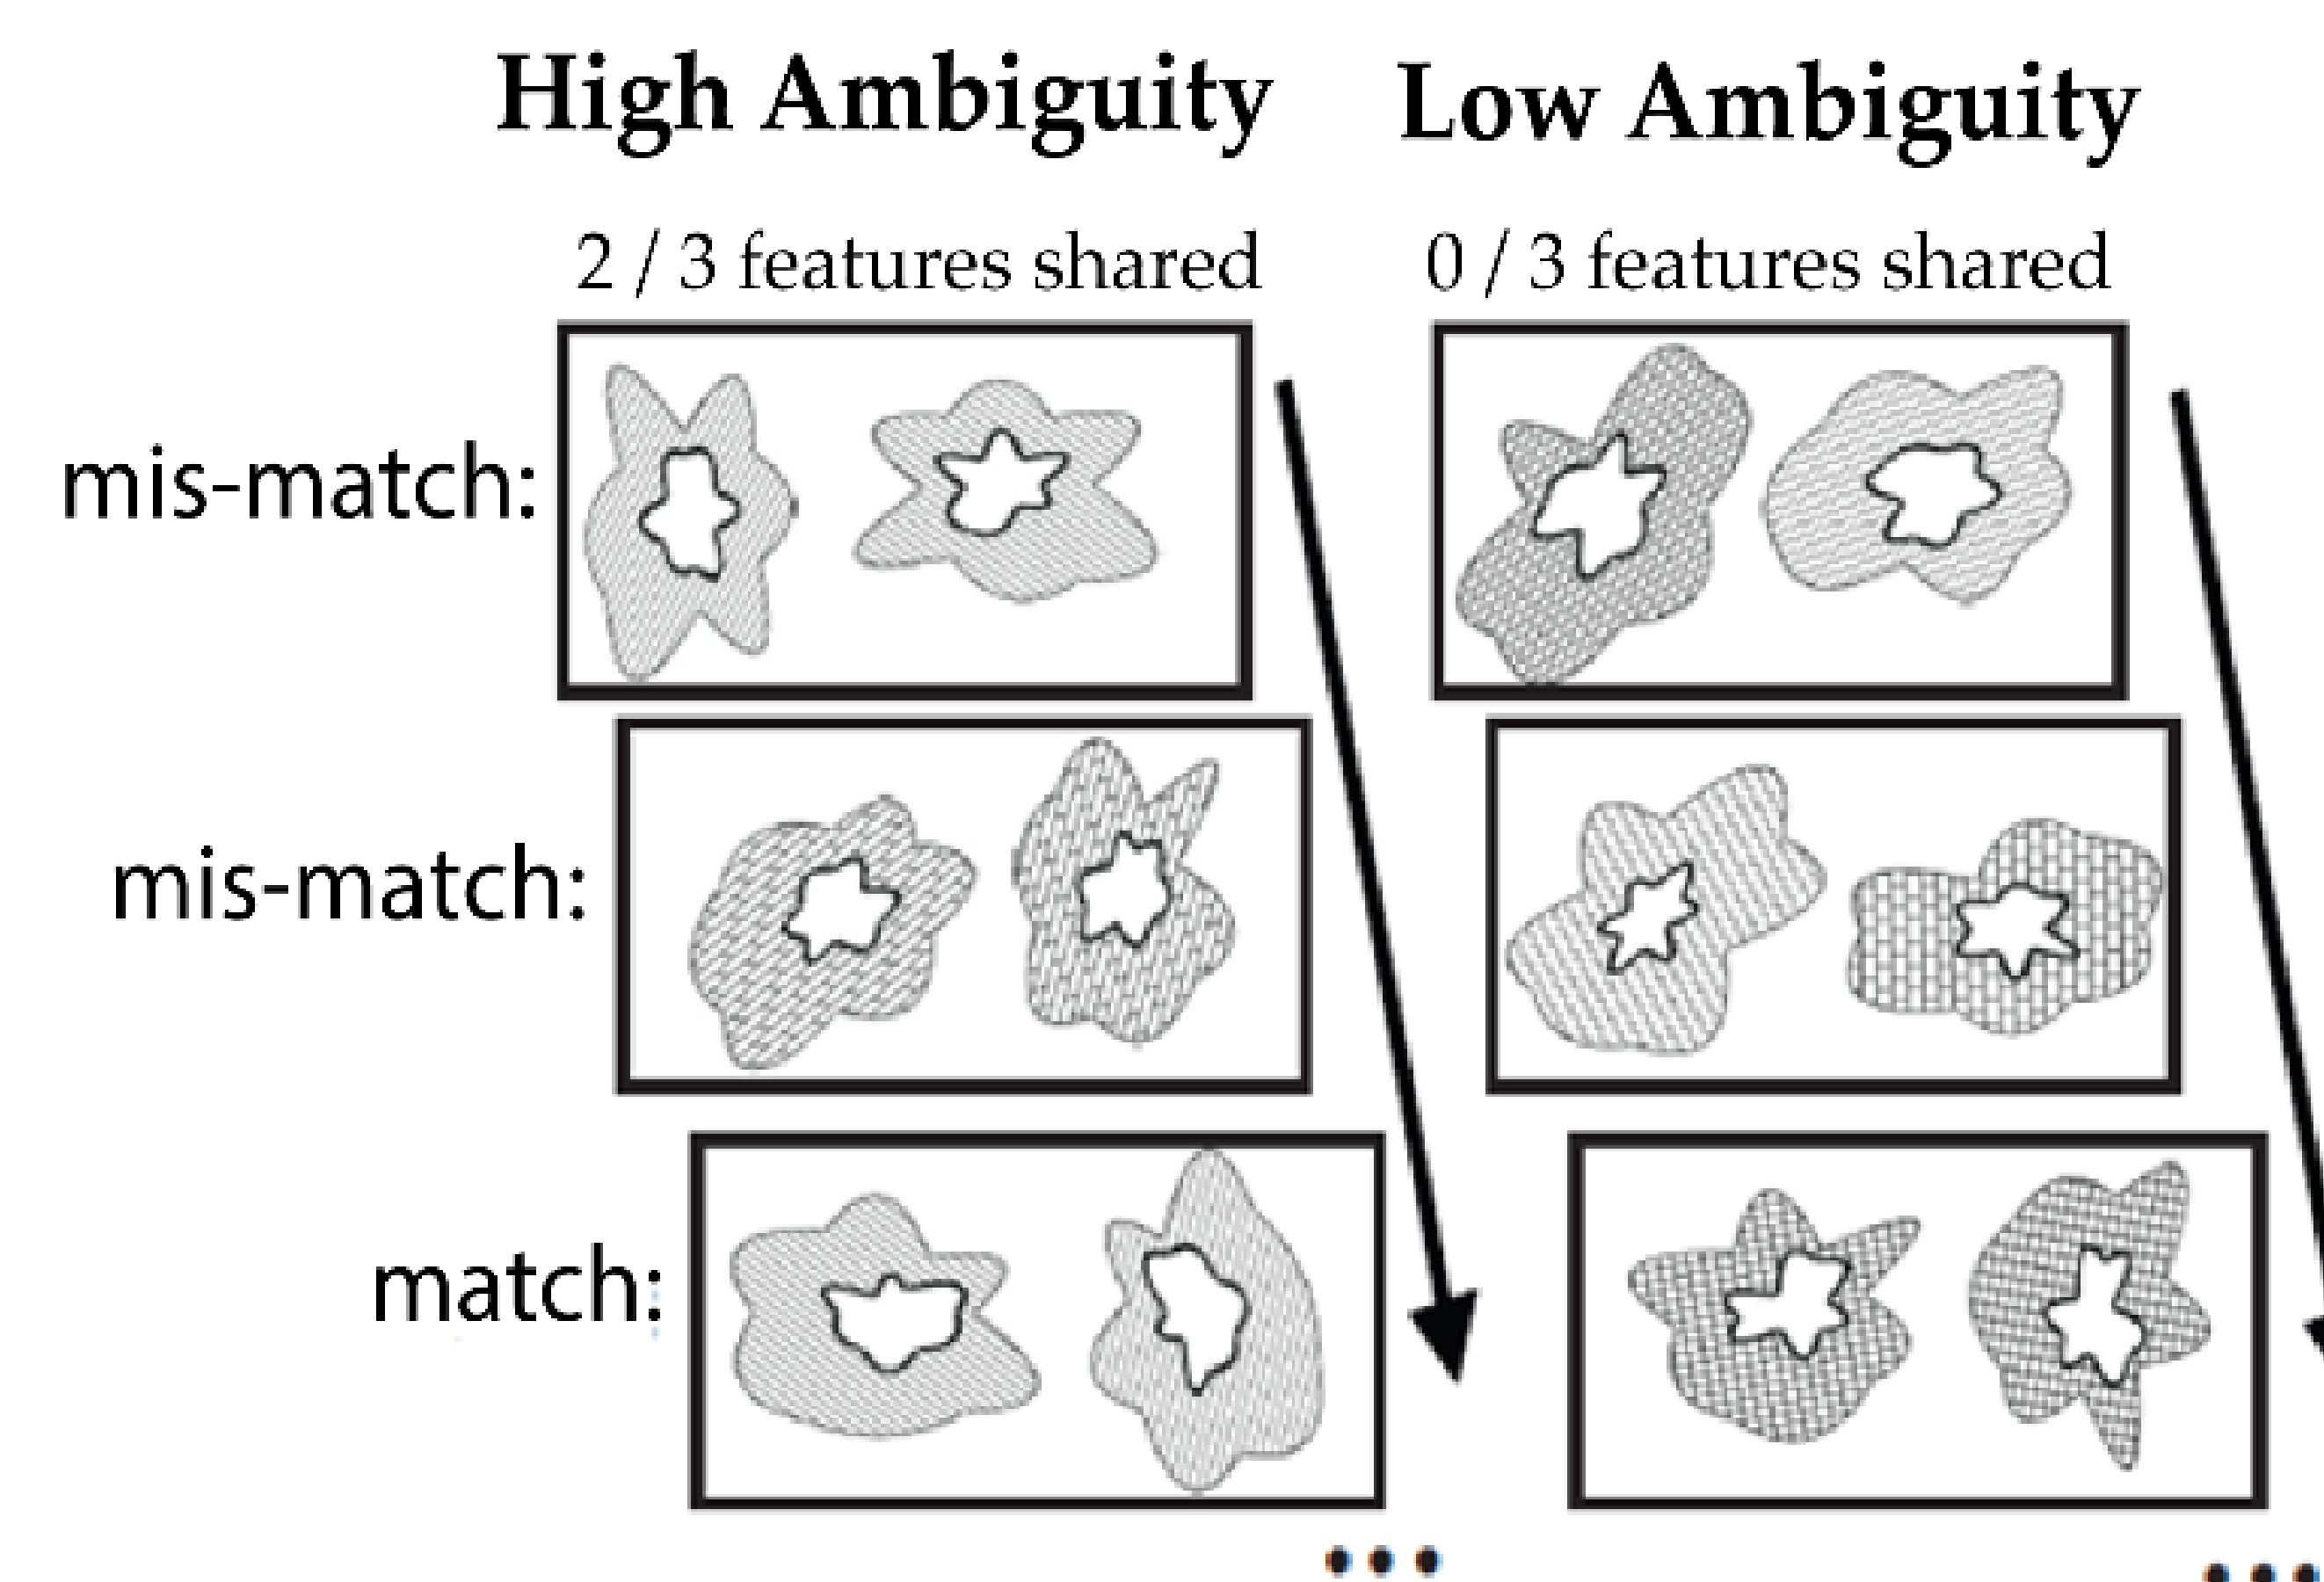 High Ambiguity
Low Ambiguity
2 / 3 features shared
0 / 3 features shared
mis-match:
mis-match:
match:
...
...